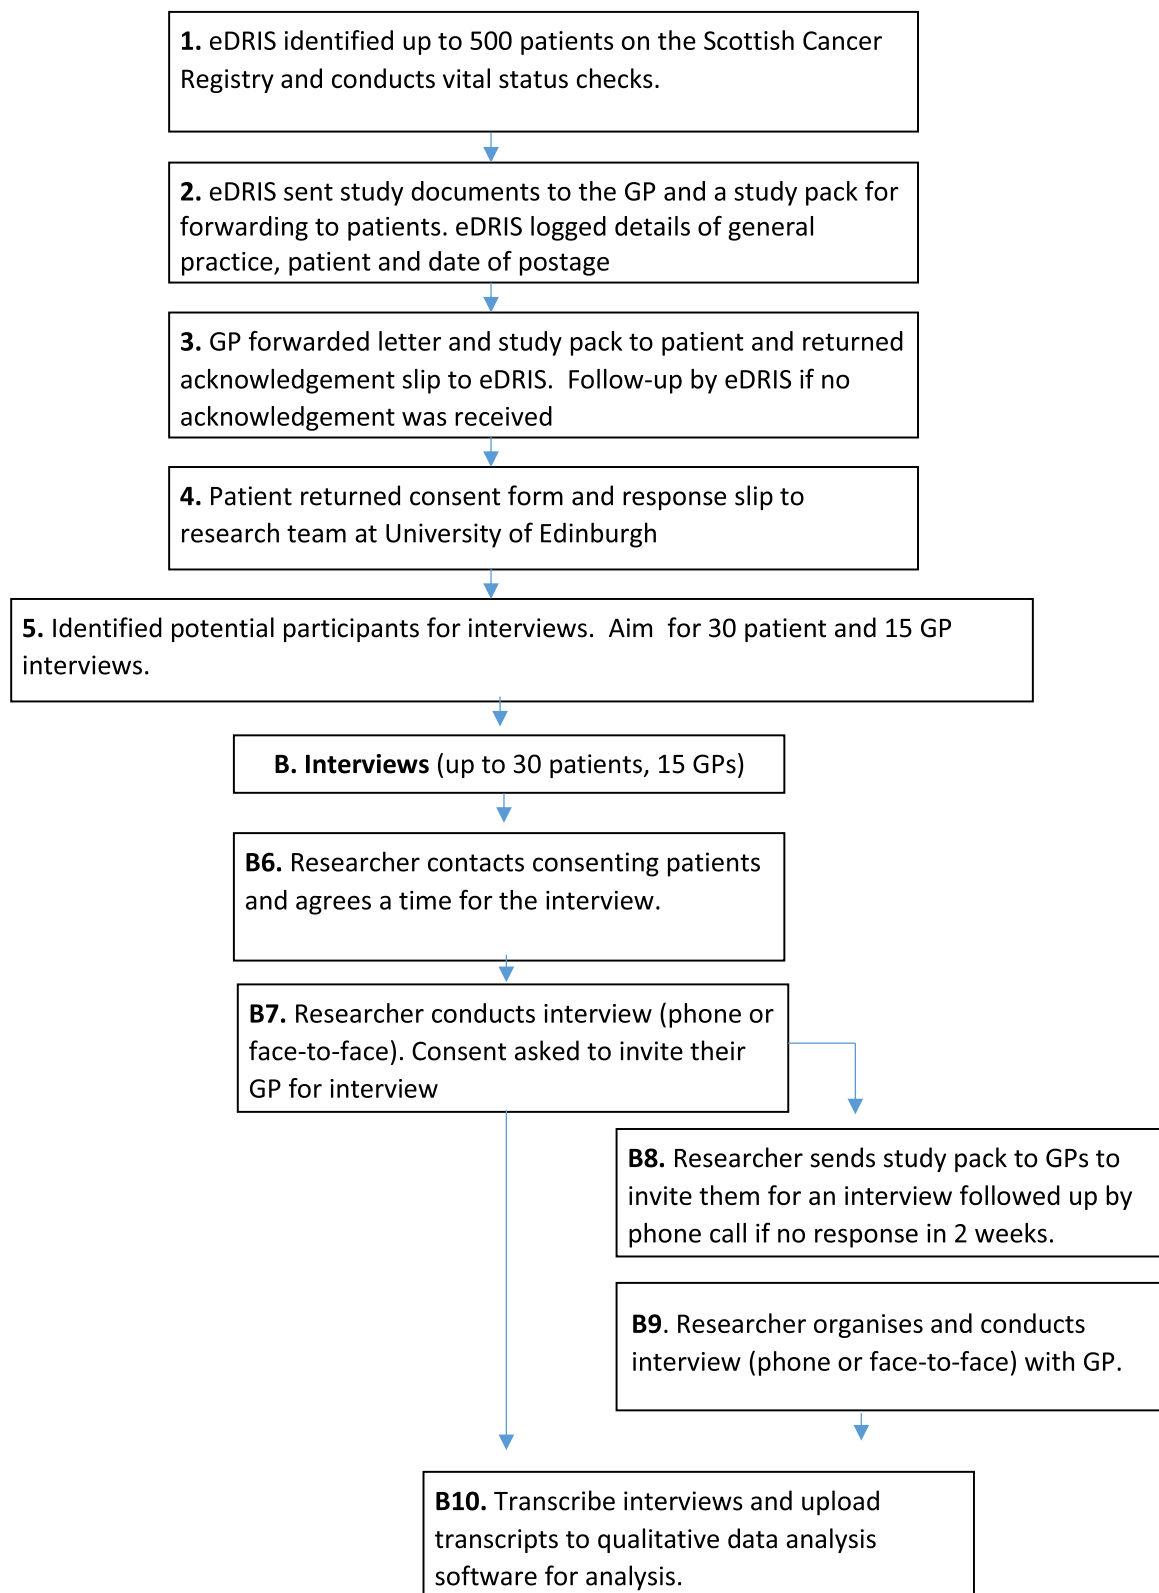 1. eDRIS identified up to 500 patients on the Scottish Cancer
Registry and conducts vital status checks.
2. eDRIS sent study documents to the GP and a study pack for
forwarding to patients. eDRIS logged details of general
practice, patient and date of postage
3. GP forwarded letter and study pack to patient and returned
acknowledgement slip to eDRIS.  Follow-up by eDRIS if no
acknowledgement was received
4. Patient returned consent form and response slip to
research team at University of Edinburgh
5. Identified potential participants for interviews.  Aim  for 30 patient and 15 GP
interviews.
B. Interviews (up to 30 patients, 15 GPs)
B6. Researcher contacts consenting patients
and agrees a time for the interview.
B7. Researcher conducts interview (phone or
face-to-face). Consent asked to invite their
GP for interview
B8. Researcher sends study pack to GPs to
invite them for an interview followed up by
phone call if no response in 2 weeks.
B9. Researcher organises and conducts
interview (phone or face-to-face) with GP.
B10. Transcribe interviews and upload
transcripts to qualitative data analysis
software for analysis.